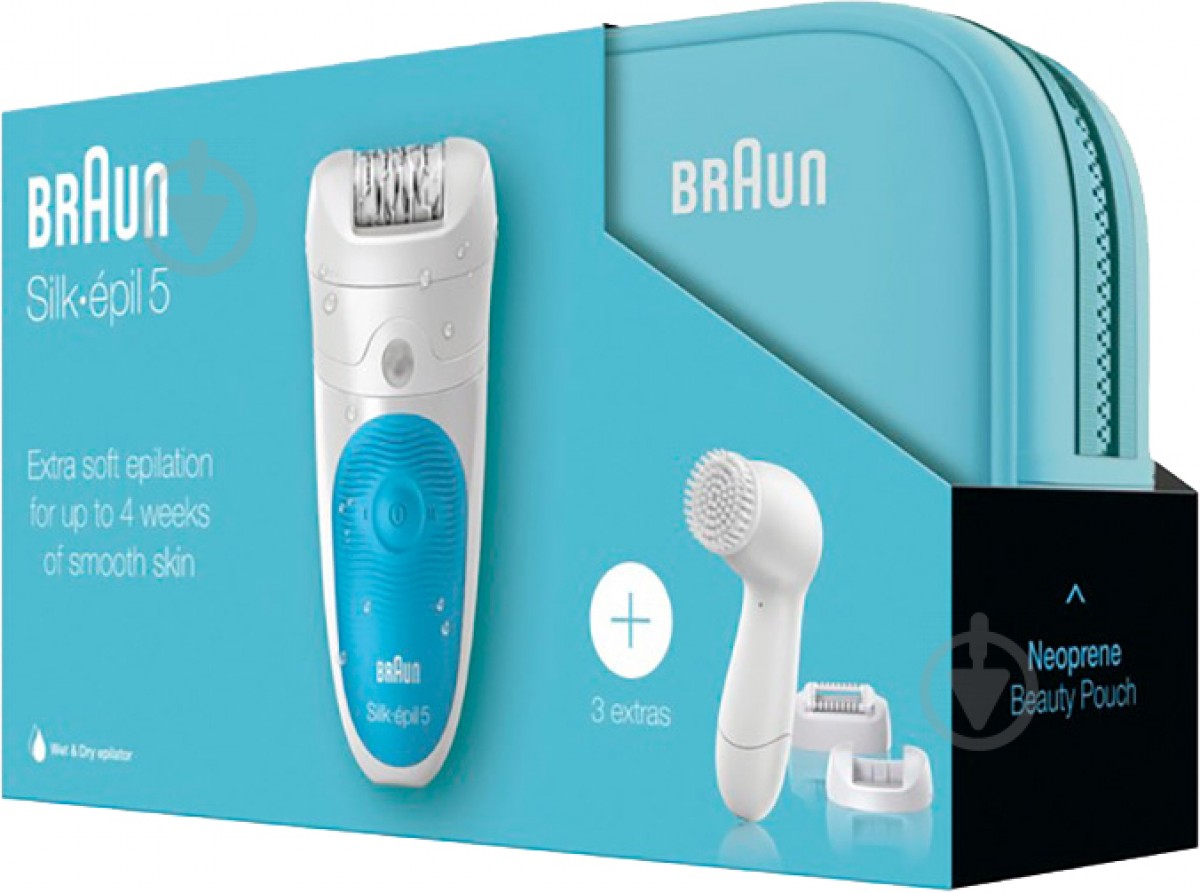 BRAUN
Silk·épil 5
Extra soft epilation
for up to 4 weeks
of smooth skin
Wet & Dry epilator
BRAUN
Silk·épil 5
BRAUN
+
3 extras
Neoprene
Beauty Pouch